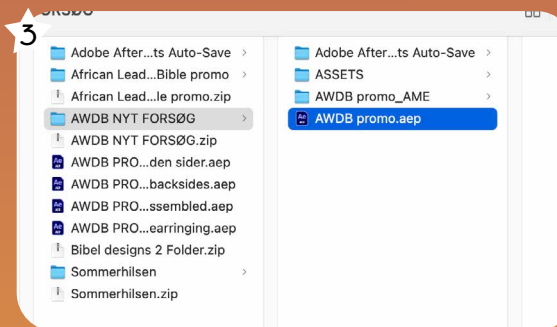 3
Adobe After...ts Auto-Save
African Lead...Bible promo
African Lead...le promo.zip
AWDB NYT FORSØG
AWDB NYT FORSØG.zip
AWDB PRO...den sider.aep
AWDB PRO...backsides.aep
AWDB PRO...ssembled.aep
AWDB PRO...earringing.aep
Bibel designs 2 Folder.zip
Sommerhilsen
Sommerhilsen.zip
Adobe After...ts Auto-Save
ASSETS
AWDB promo_AME
AWDB promo.aep